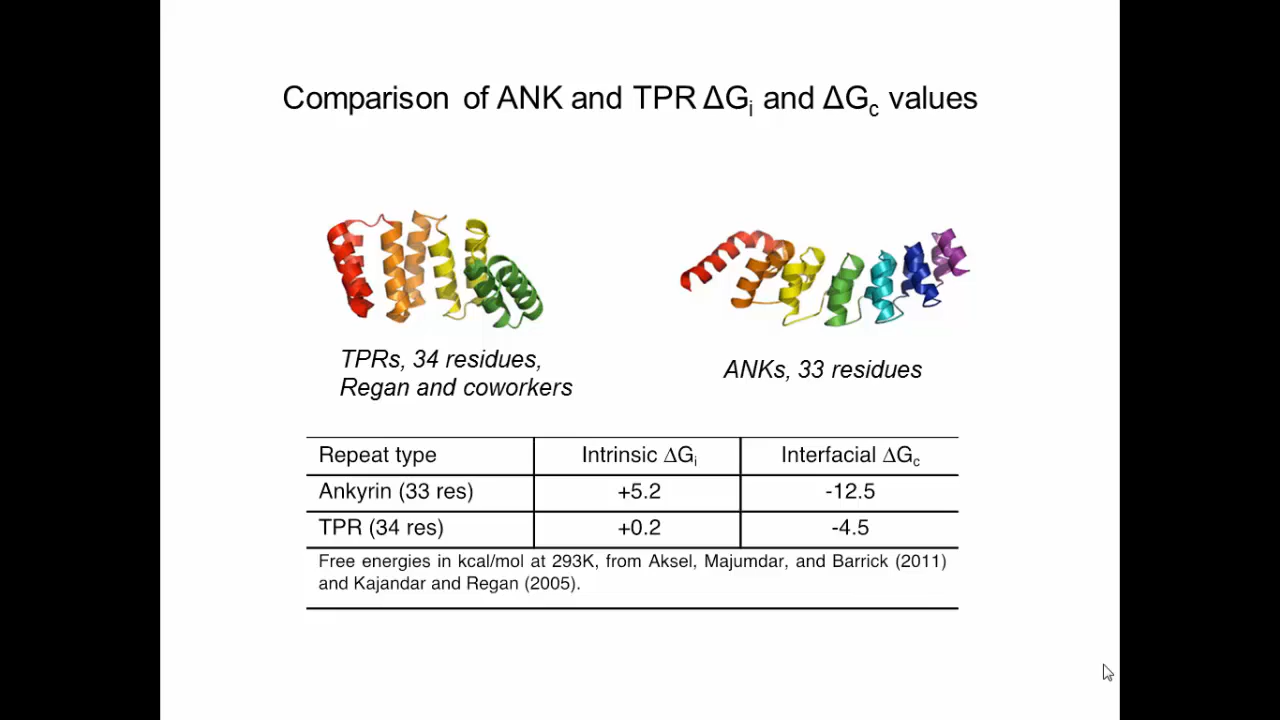 Comparison of ANK and TPR ΔGi and ΔGc values
TPRs, 34 residues,
Regan and coworkers
ANKs, 33 residues
Repeat type Intrinsic ΔGi Interfacial ΔGc
Ankyrin (33 res) +5.2 -12.5
TPR (34 res) +0.2 -4.5
Free energies in kcal/mol at 293K, from Aksel, Majumdar, and Barrick (2011)
and Kajandar and Regan (2005).